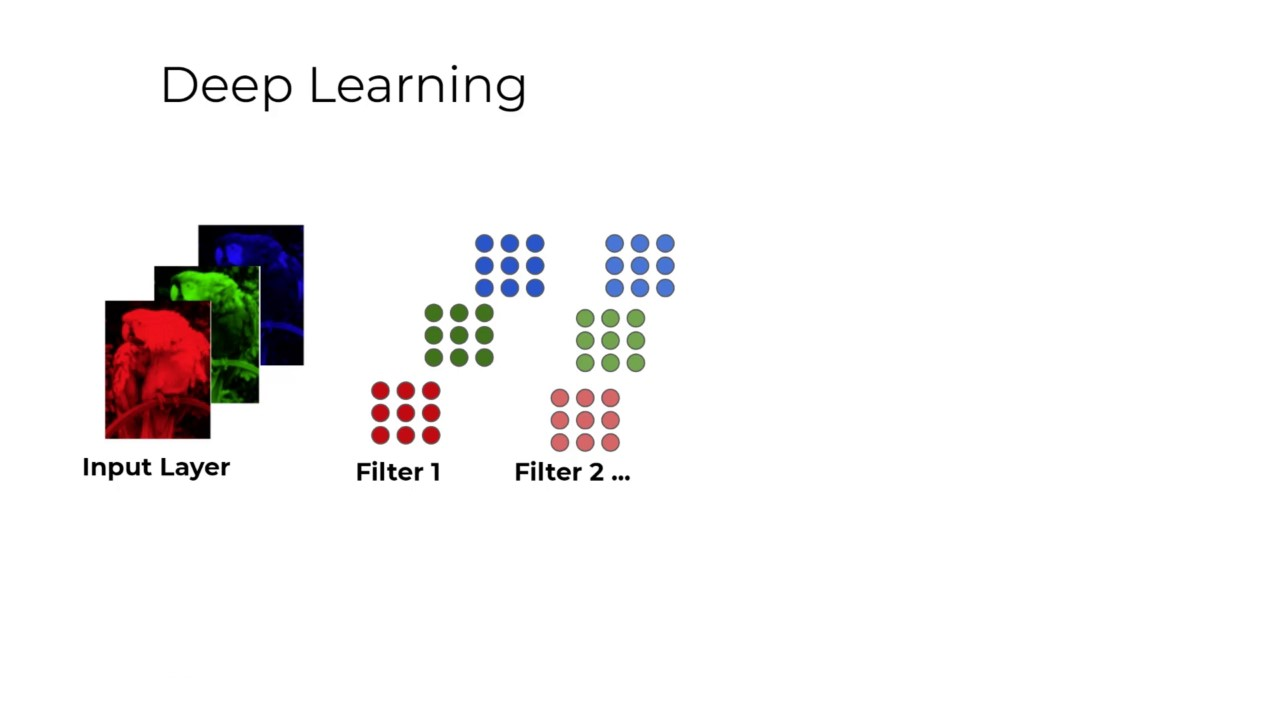 Deep Learning
Input Layer
Filter 1
Filter 2 ...